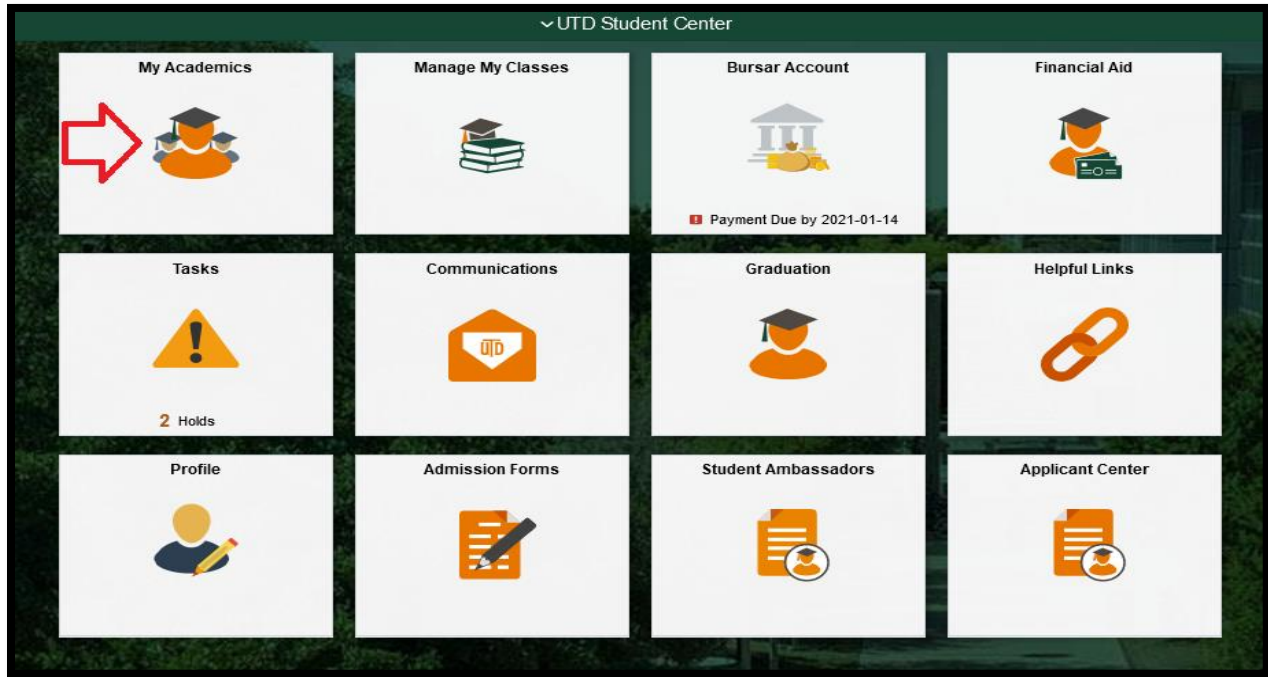 UTD Student Center
My Academics
Manage My Classes
Bursar Account
Financial Aid
Payment Due by 2021-01-14
Tasks
Communications
Graduation
Helpful Links
UTD
2 Holds
Profile
Admission Forms
Student Ambassadors
Applicant Center